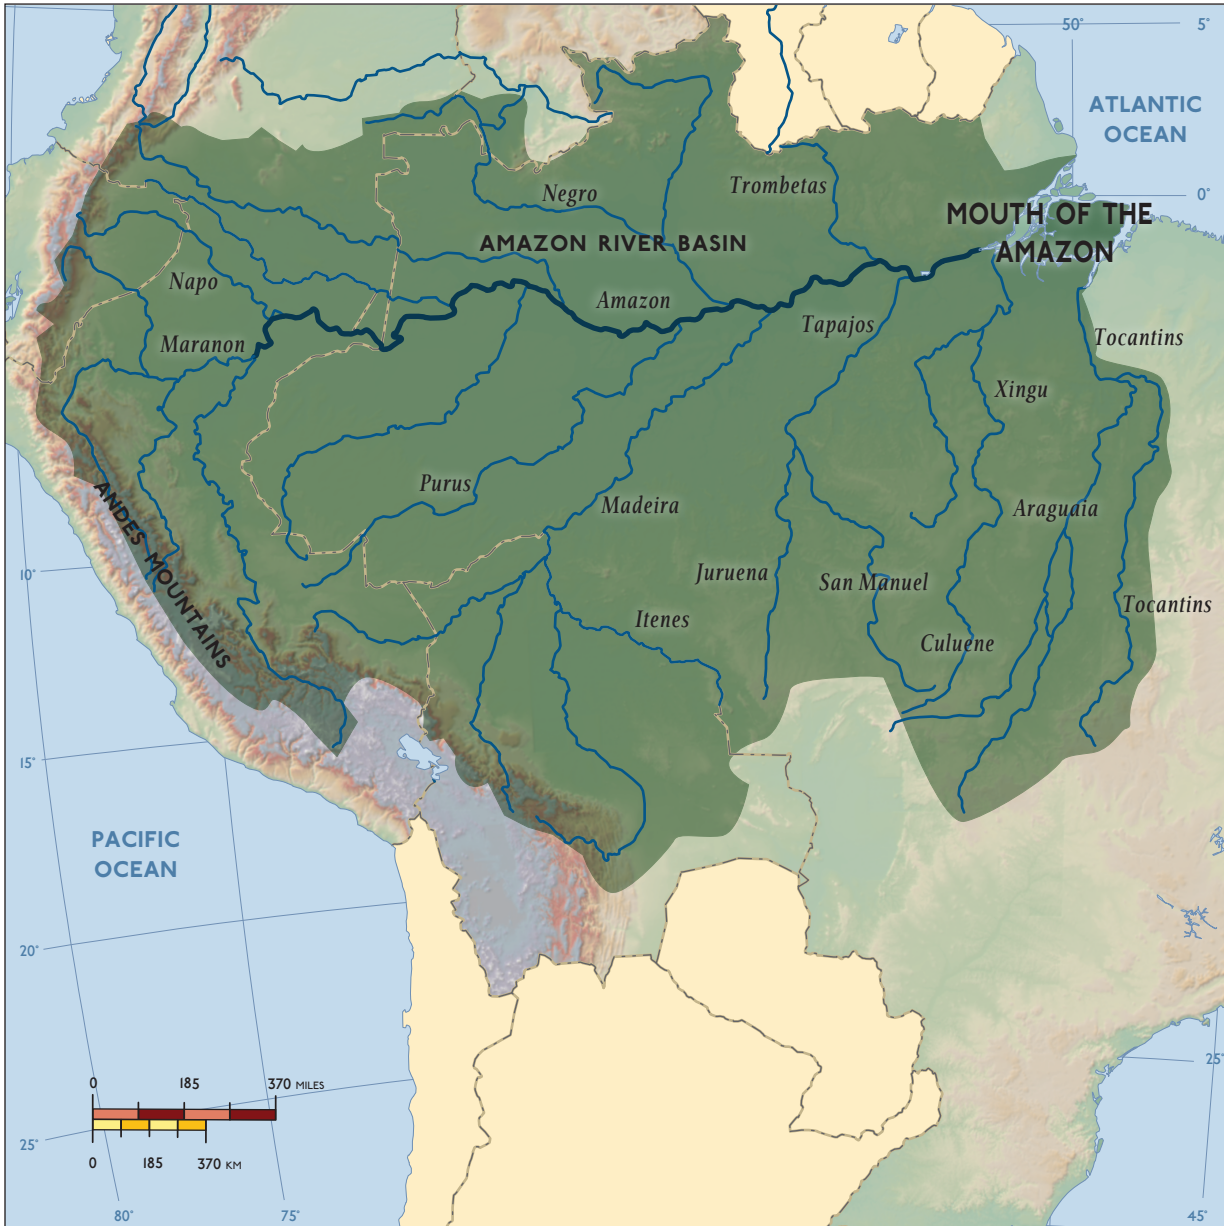 50°
5°
ATLANTIC
OCEAN
0°
Negro
Trombetas
MOUTH OF THE
AMAZON
AMAZON RIVER BASIN
Napo
Amazon
Tapajos
Maranon
Tocantins
Xingu
Purus
Madeira
Araguaia
ANDES MOUNTAINS
10°
Juruena
San Manuel
Tocantins
Itenes
Culuene
15°
PACIFIC
OCEAN
20°
25°
0 185 370 MILES
25°
0 185 370 KM
80°
75°
45°